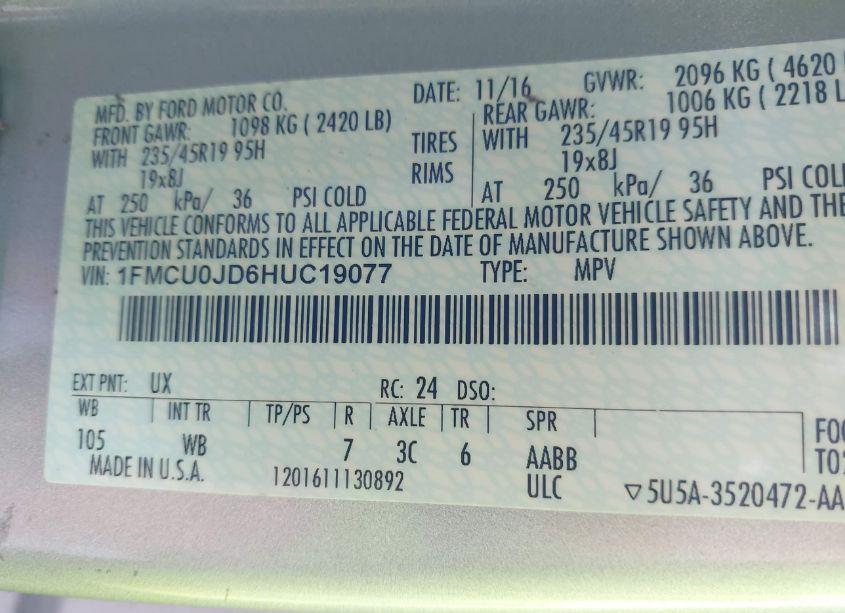 MFD. BY FORD MOTOR CO. DATE: 11/16 GVWR: 2096 KG ( 4620
FRONT GAWR: 1098 KG ( 2420 LB) REAR GAWR: 1006 KG ( 2218 L
WITH 235/45R19 95H TIRES WITH 235/45R19 95H
19x8J RIMS 19x8J
AT 250 kPa/ 36 PSI COLD AT 250 kPa/ 36 PSI COL
THIS VEHICLE CONFORMS TO ALL APPLICABLE FEDERAL MOTOR VEHICLE SAFETY AND THE
PREVENTION STANDARDS IN EFFECT ON THE DATE OF MANUFACTURE SHOWN ABOVE.
VIN: 1FMCU0JD6HUC19077 TYPE: MPV
EXT PNT: UX RC: 24 DSO:
WB INT TR TP/PS R AXLE TR SPR
105 WB 7 3C 6 AABB FO
MADE IN U.S.A. 1201611130892 ULC TO
▽5U5A-3520472-AA